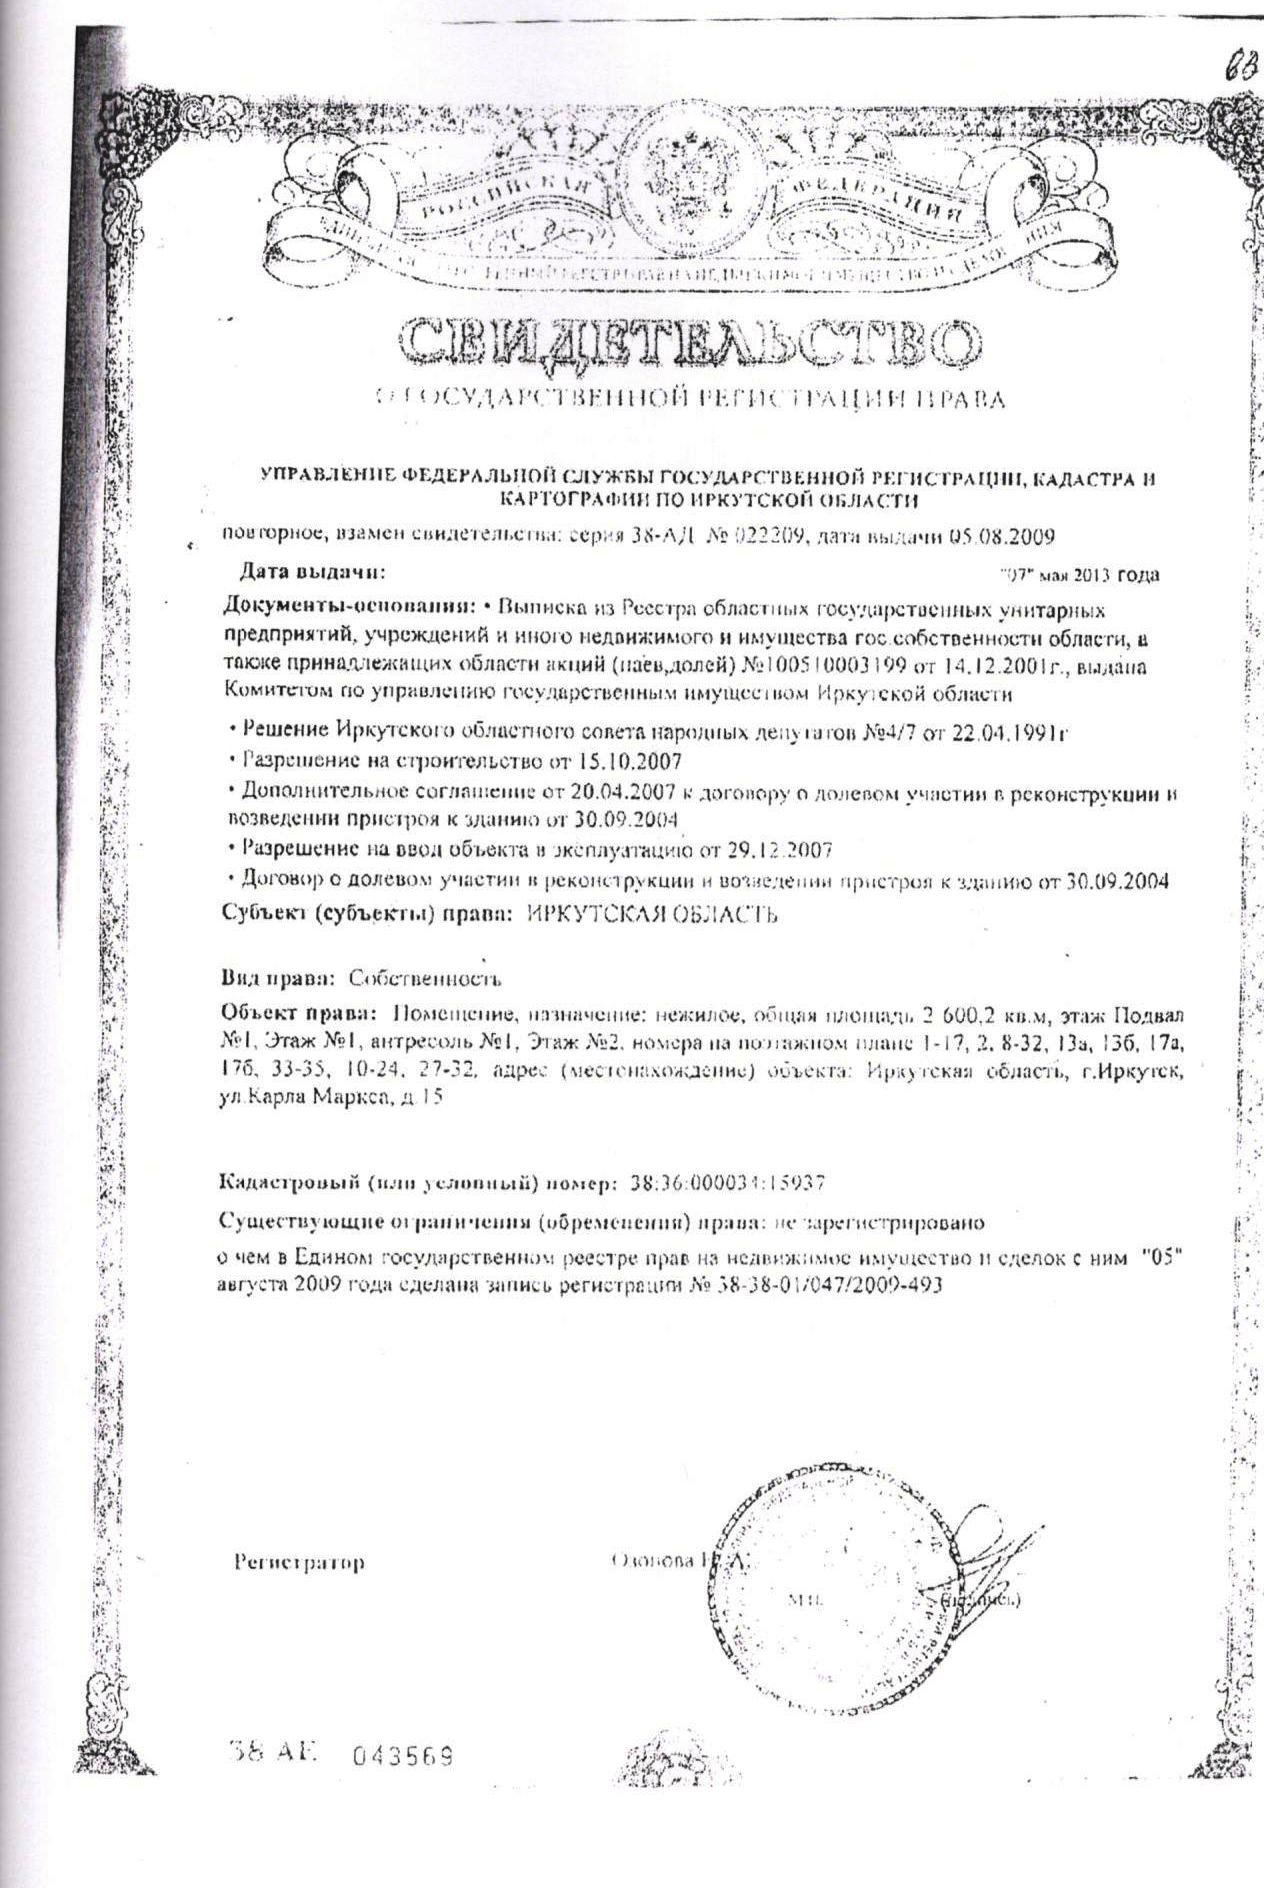 63
РОССИЙСКАЯ ФЕДЕРАЦИЯ
СВИДЕТЕЛЬСТВО
О ГОСУДАРСТВЕННОЙ РЕГИСТРАЦИИ ПРАВА
УПРАВЛЕНИЕ ФЕДЕРАЛЬНОЙ СЛУЖБЫ ГОСУДАРСТВЕННОЙ РЕГИСТРАЦИИ, КАДАСТРА И
КАРТОГРАФИИ ПО ИРКУТСКОЙ ОБЛАСТИ
повторное, взамен свидетельства: серия 38-АД № 022209, дата выдачи 05.08.2009
Дата выдачи: "07" мая 2013 года
Документы-основания: • Выписка из Реестра областных государственных унитарных
предприятий, учреждений и иного недвижимого и имущества гос.собственности области, а
также принадлежащих области акций (паев,долей) №100510003199 от 14.12.2001г., выдана
Комитетом по управлению государственным имуществом Иркутской области
• Решение Иркутского областного совета народных депутатов №4/7 от 22.04.1991г
• Разрешение на строительство от 15.10.2007
• Дополнительное соглашение от 20.04.2007 к договору о долевом участии в реконструкции и
возведении пристроя к зданию от 30.09.2004
• Разрешение на ввод объекта в эксплуатацию от 29.12.2007
• Договор о долевом участии в реконструкции и возведении пристроя к зданию от 30.09.2004
Субъект (субъекты) права: ИРКУТСКАЯ ОБЛАСТЬ
Вид права: Собственность
Объект права: Помещение, назначение: нежилое, общая площадь 2 600,2 кв.м, этаж Подвал
№1, Этаж №1, антресоль №1, Этаж №2, номера на поэтажном плане 1-17, 2, 8-32, 13а, 13б, 17а,
17б, 33-35, 10-24, 27-32, адрес (местонахождение) объекта: Иркутская область, г.Иркутск,
ул.Карла Маркса, д.15
Кадастровый (или условный) номер: 38:36:000034:15937
Существующие ограничения (обременения) права: не зарегистрировано
о чем в Едином государственном реестре прав на недвижимое имущество и сделок с ним "05"
августа 2009 года сделана запись регистрации № 38-38-01/047/2009-493
Регистратор
М.П.
(подпись)
38 АЕ 043569